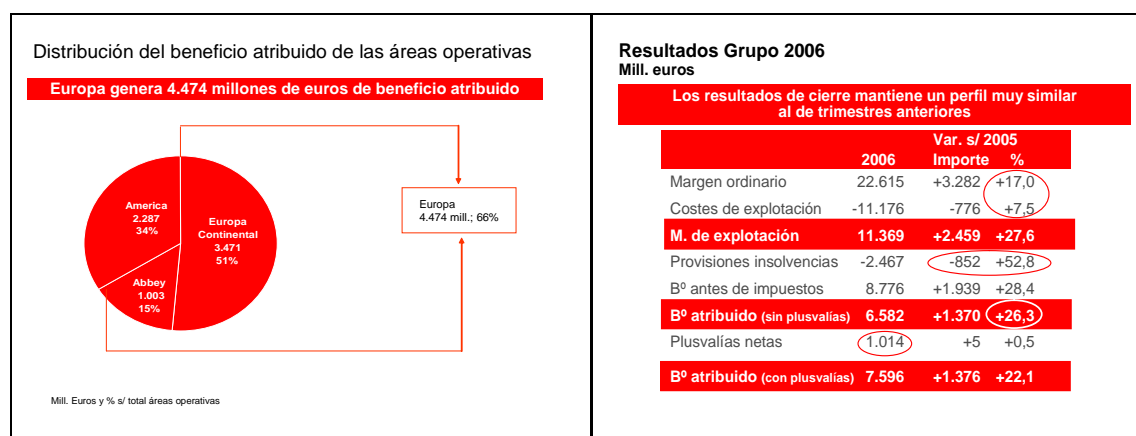 Distribución del beneficio atribuido de las áreas operativas
Europa genera 4.474 millones de euros de beneficio atribuido
America
2.287
34%
Europa
Continental
3.471
51%
Abbey
1.003
15%
Europa
4.474 mill.; 66%
Mill. Euros y % s/ total áreas operativas
Resultados Grupo 2006
Mill. euros
Los resultados de cierre mantiene un perfil muy similar
al de trimestres anteriores
Var. s/ 2005
2006 Importe %
Margen ordinario 22.615 +3.282 +17,0
Costes de explotación -11.176 -776 +7,5
M. de explotación 11.369 +2.459 +27,6
Provisiones insolvencias -2.467 -852 +52,8
Bº antes de impuestos 8.776 +1.939 +28,4
Bº atribuido (sin plusvalías) 6.582 +1.370 +26,3
Plusvalías netas 1.014 +5 +0,5
Bº atribuido (con plusvalías) 7.596 +1.376 +22,1